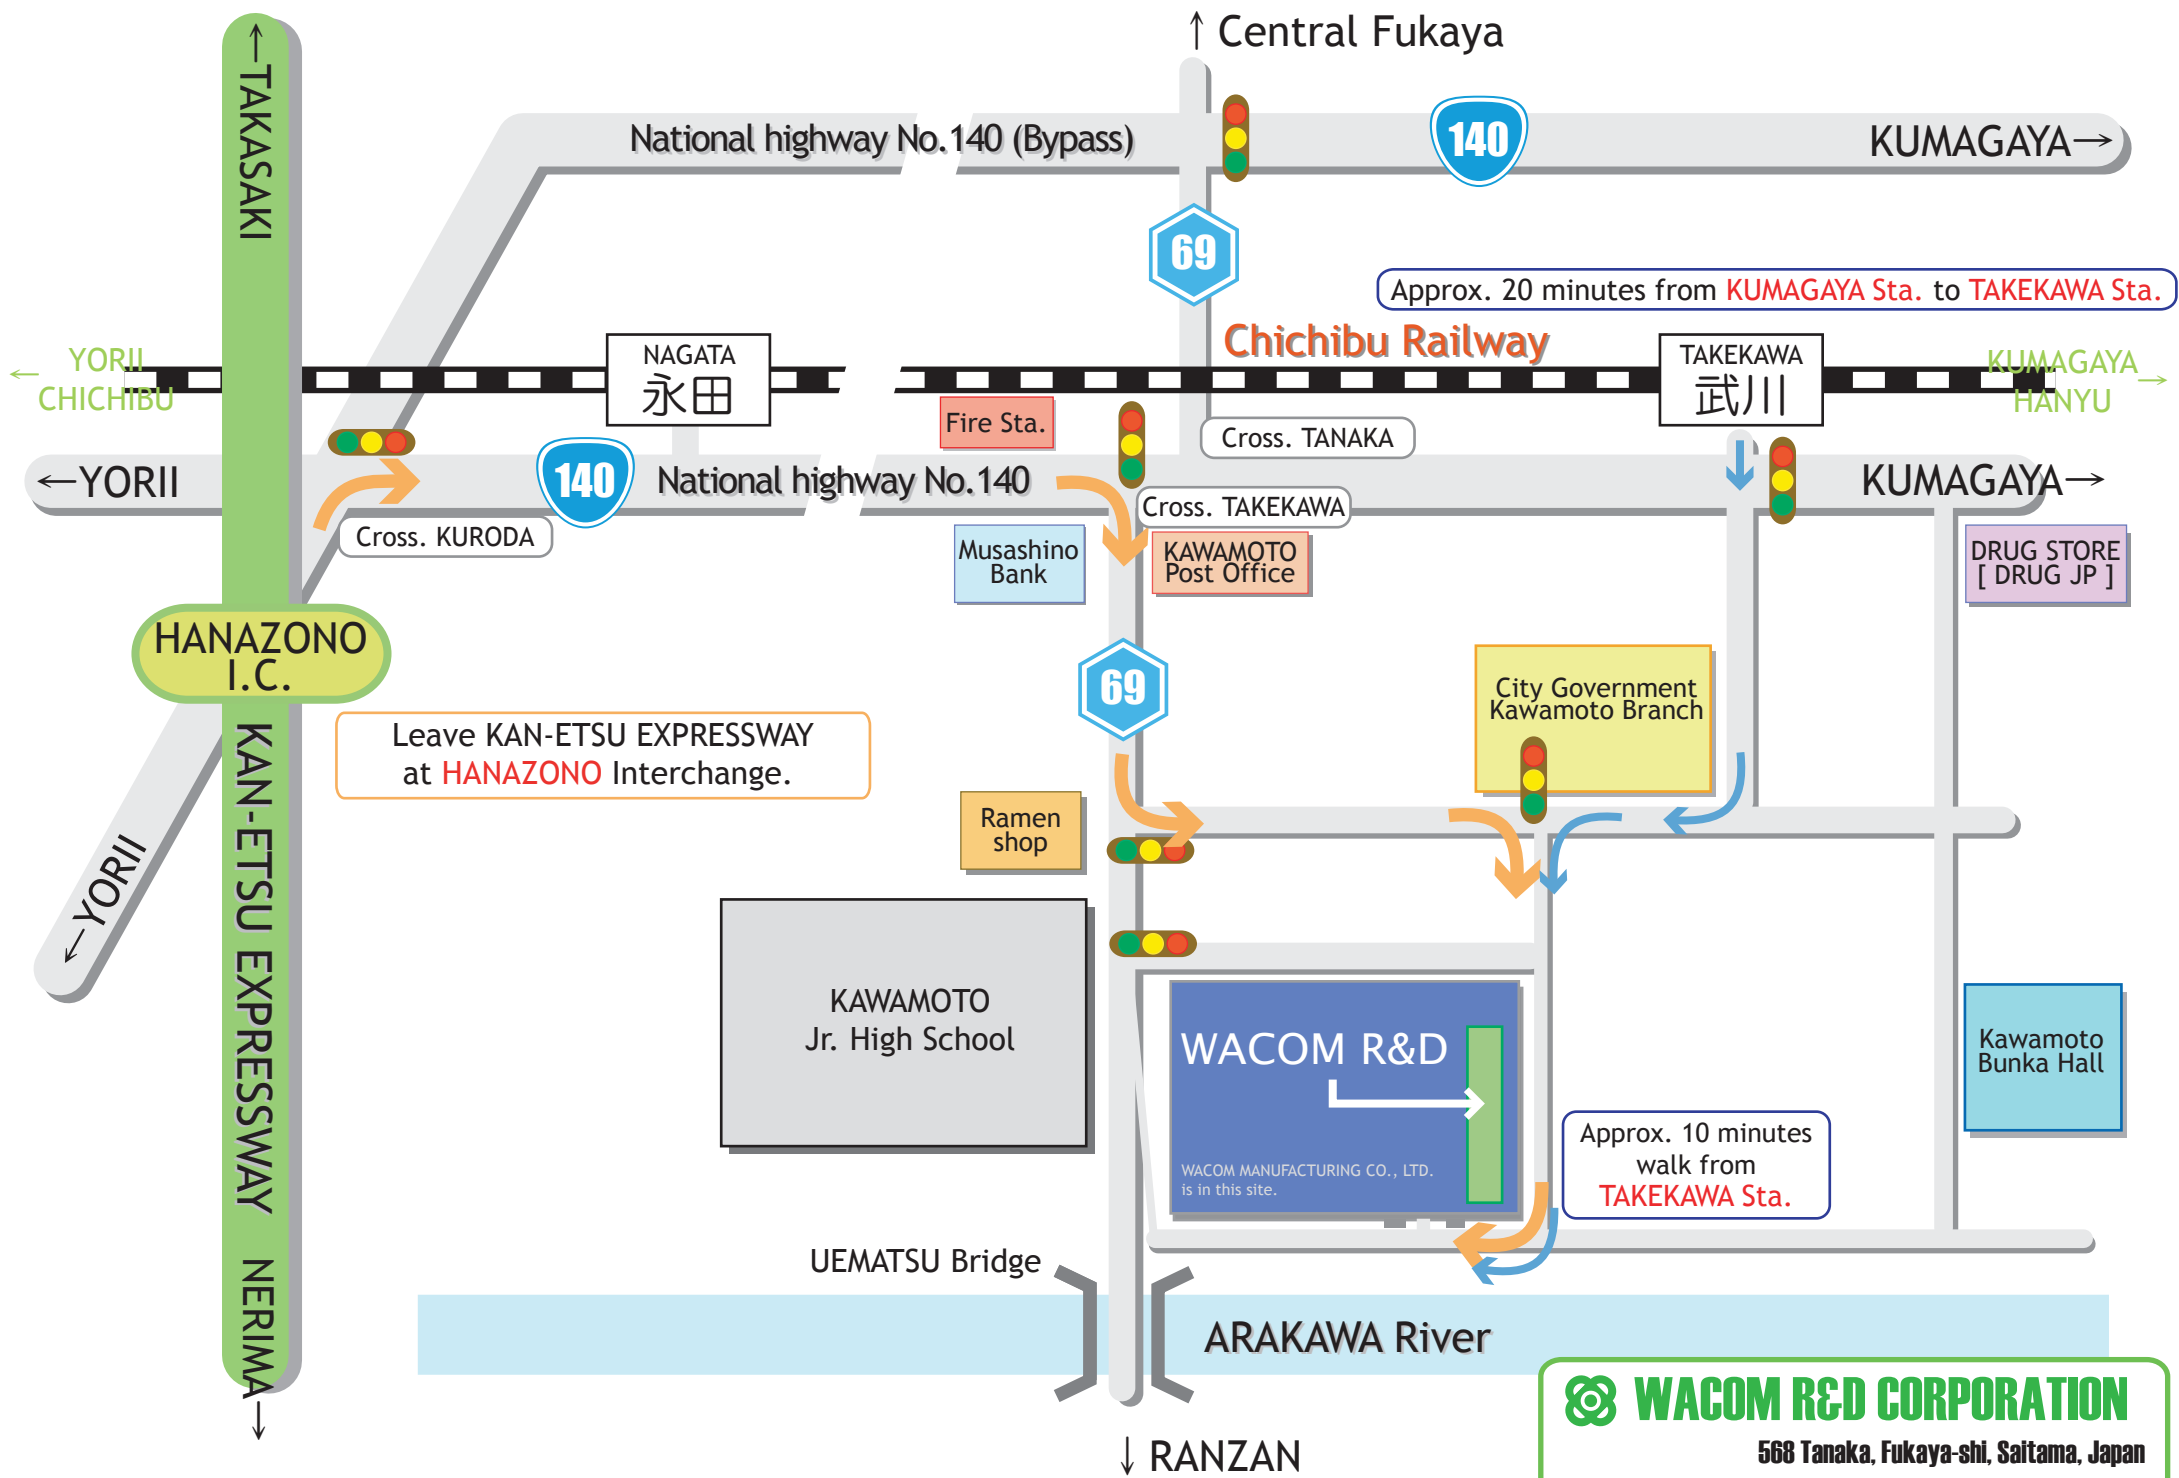 ↑ Central Fukaya
←TAKASAKI
National highway No.140 (Bypass)
140
KUMAGAYA→
69
Approx. 20 minutes from KUMAGAYA Sta. to TAKEKAWA Sta.
Chichibu Railway
← YORII
CHICHIBU
NAGATA
永田
TAKEKAWA
武川
KUMAGAYA →
HANYU
Fire Sta.
Cross. TANAKA
←YORII
140
National highway No.140
KUMAGAYA→
Cross. TAKEKAWA
Cross. KURODA
Musashino
Bank
KAWAMOTO
Post Office
DRUG STORE
[ DRUG JP ]
HANAZONO
I.C.
69
City Government
Kawamoto Branch
Leave KAN-ETSU EXPRESSWAY
at HANAZONO Interchange.
KAN-ETSU EXPRESSWAY
←YORII
Ramen
shop
KAWAMOTO
Jr. High School
WACOM R&D
WACOM MANUFACTURING CO., LTD.
is in this site.
Kawamoto
Bunka Hall
Approx. 10 minutes
walk from
TAKEKAWA Sta.
NERIMA→
UEMATSU Bridge
ARAKAWA River
WACOM R&D CORPORATION
568 Tanaka, Fukaya-shi, Saitama, Japan
↓ RANZAN